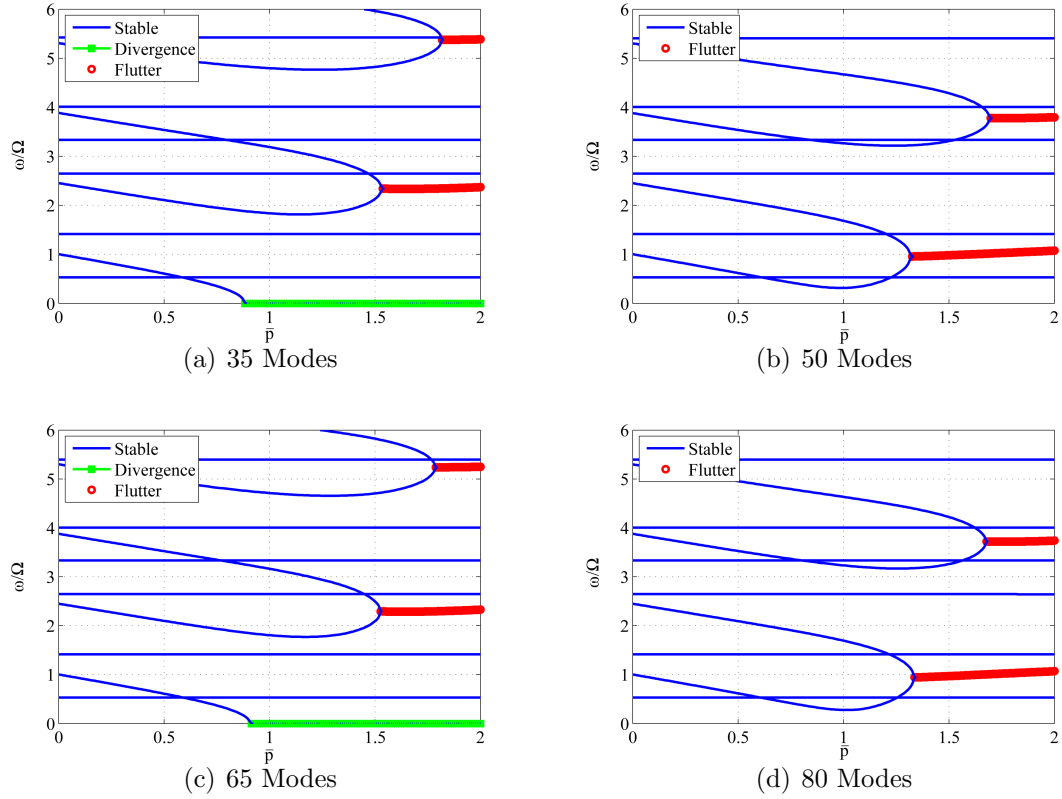 Stable
Divergence
Flutter
6
5
4
3
2
1
0
ω/Ω
0
0.5
1
1.5
2
p̄
(a) 35 Modes
Stable
Flutter
6
5
4
3
2
1
0
ω/Ω
0
0.5
1
1.5
2
p̄
(b) 50 Modes
Stable
Divergence
Flutter
6
5
4
3
2
1
0
ω/Ω
0
0.5
1
1.5
2
p̄
(c) 65 Modes
Stable
Flutter
6
5
4
3
2
1
0
ω/Ω
0
0.5
1
1.5
2
p̄
(d) 80 Modes